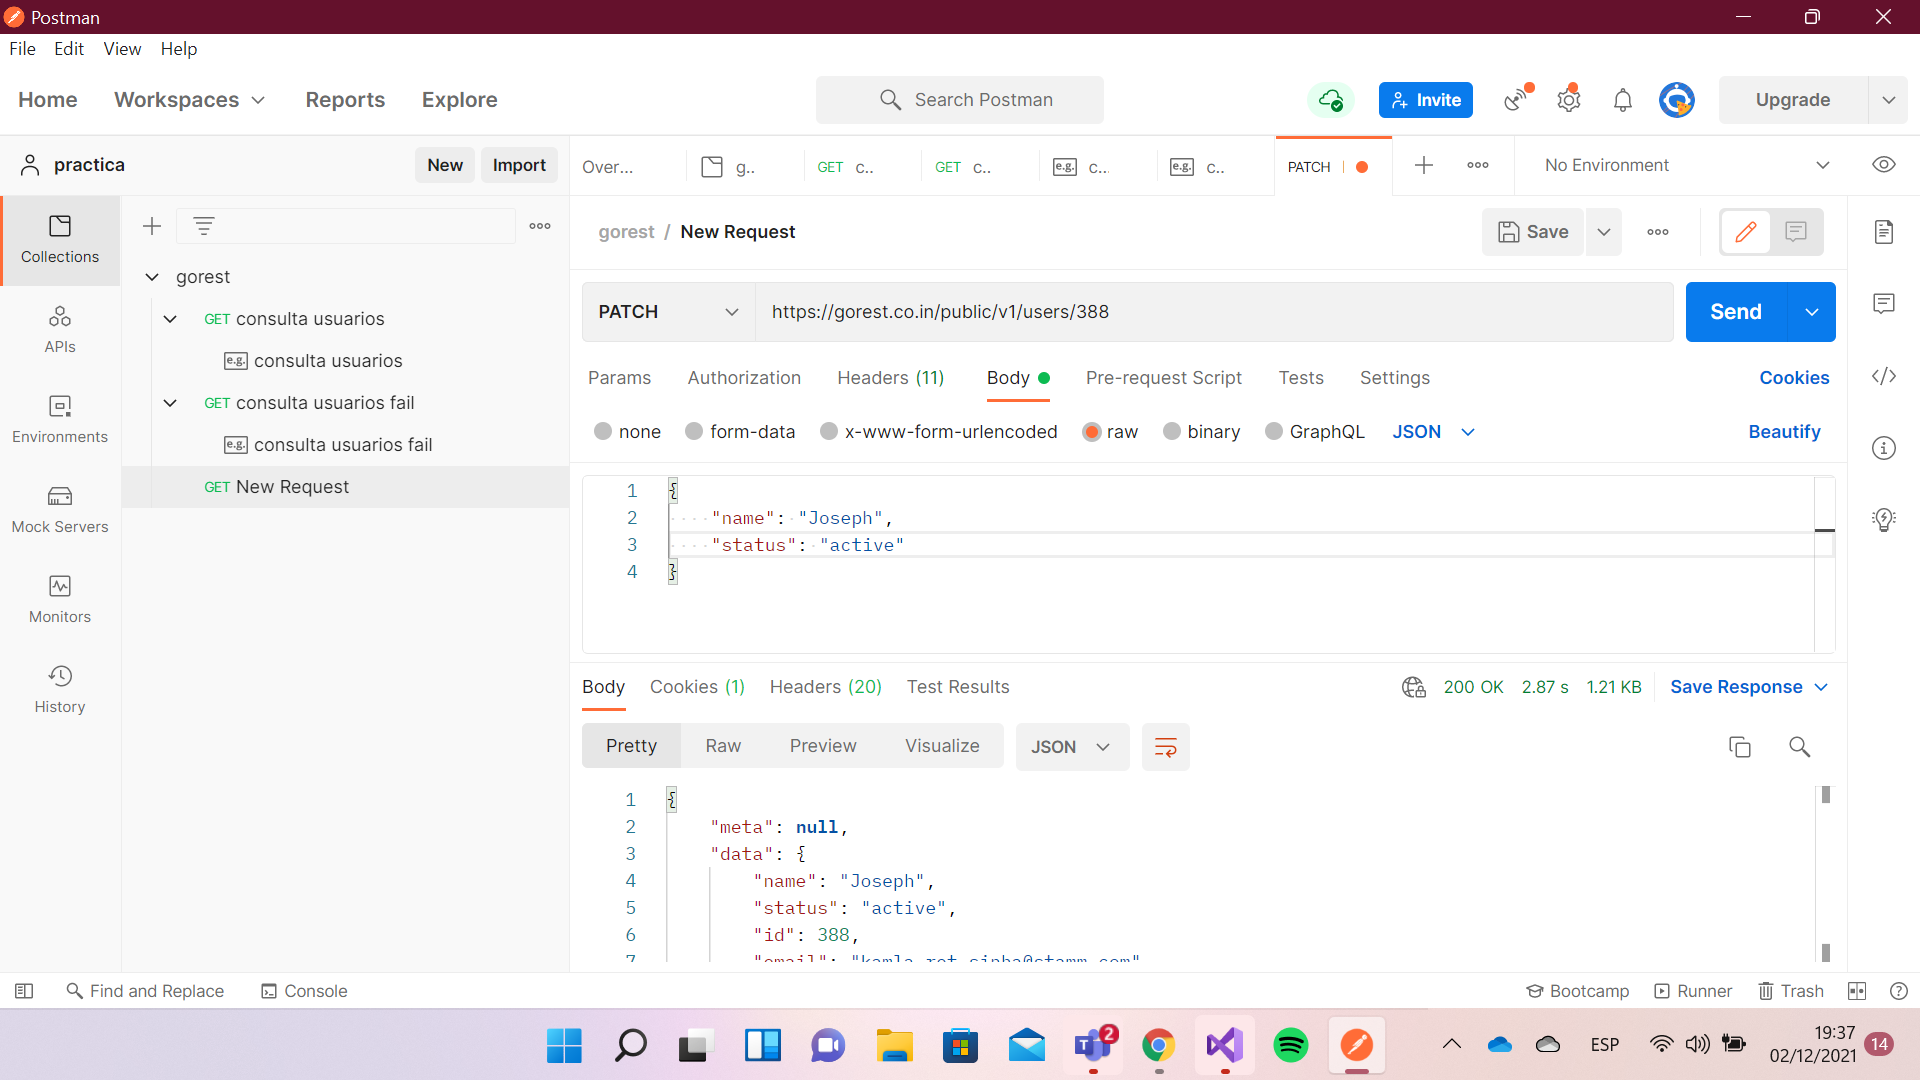 Postman
File Edit View Help
Home Workspaces Reports Explore Search Postman Invite Upgrade
practica New Import Over... g.. GET c.. GET c.. e.g. c.. e.g. c.. PATCH No Environment
gorest / New Request Save
Collections
gorest
GET consulta usuarios
e.g. consulta usuarios
GET consulta usuarios fail
e.g. consulta usuarios fail
GET New Request
APIs
Environments
Mock Servers
Monitors
History
PATCH https://gorest.co.in/public/v1/users/388 Send
Params Authorization Headers (11) Body Pre-request Script Tests Settings Cookies
none form-data x-www-form-urlencoded raw binary GraphQL JSON Beautify
1 {
2 "name": "Joseph",
3 "status": "active"
4 }
Body Cookies (1) Headers (20) Test Results 200 OK 2.87 s 1.21 KB Save Response
Pretty Raw Preview Visualize JSON
1 {
2 "meta": null,
3 "data": {
4 "name": "Joseph",
5 "status": "active",
6 "id": 388,
7 "email":
Find and Replace Console Bootcamp Runner Trash
2
ESP 19:37 14
02/12/2021